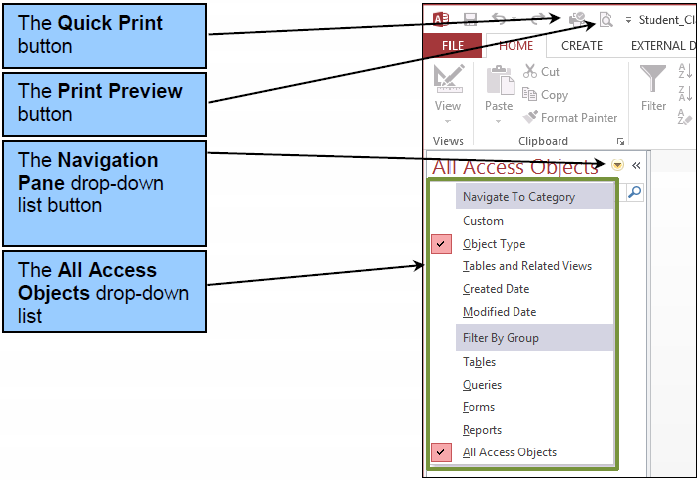 The Quick Print
button
The Print Preview
button
The Navigation
Pane drop-down
list button
The All Access
Objects drop-down
list
Student_Cla
FILE HOME CREATE EXTERNAL D
View
Views
Paste
Cut
Copy
Format Painter
Clipboard
Filter
All Access Objects
Navigate To Category
Custom
Object Type
Tables and Related Views
Created Date
Modified Date
Filter By Group
Tables
Queries
Forms
Reports
All Access Objects